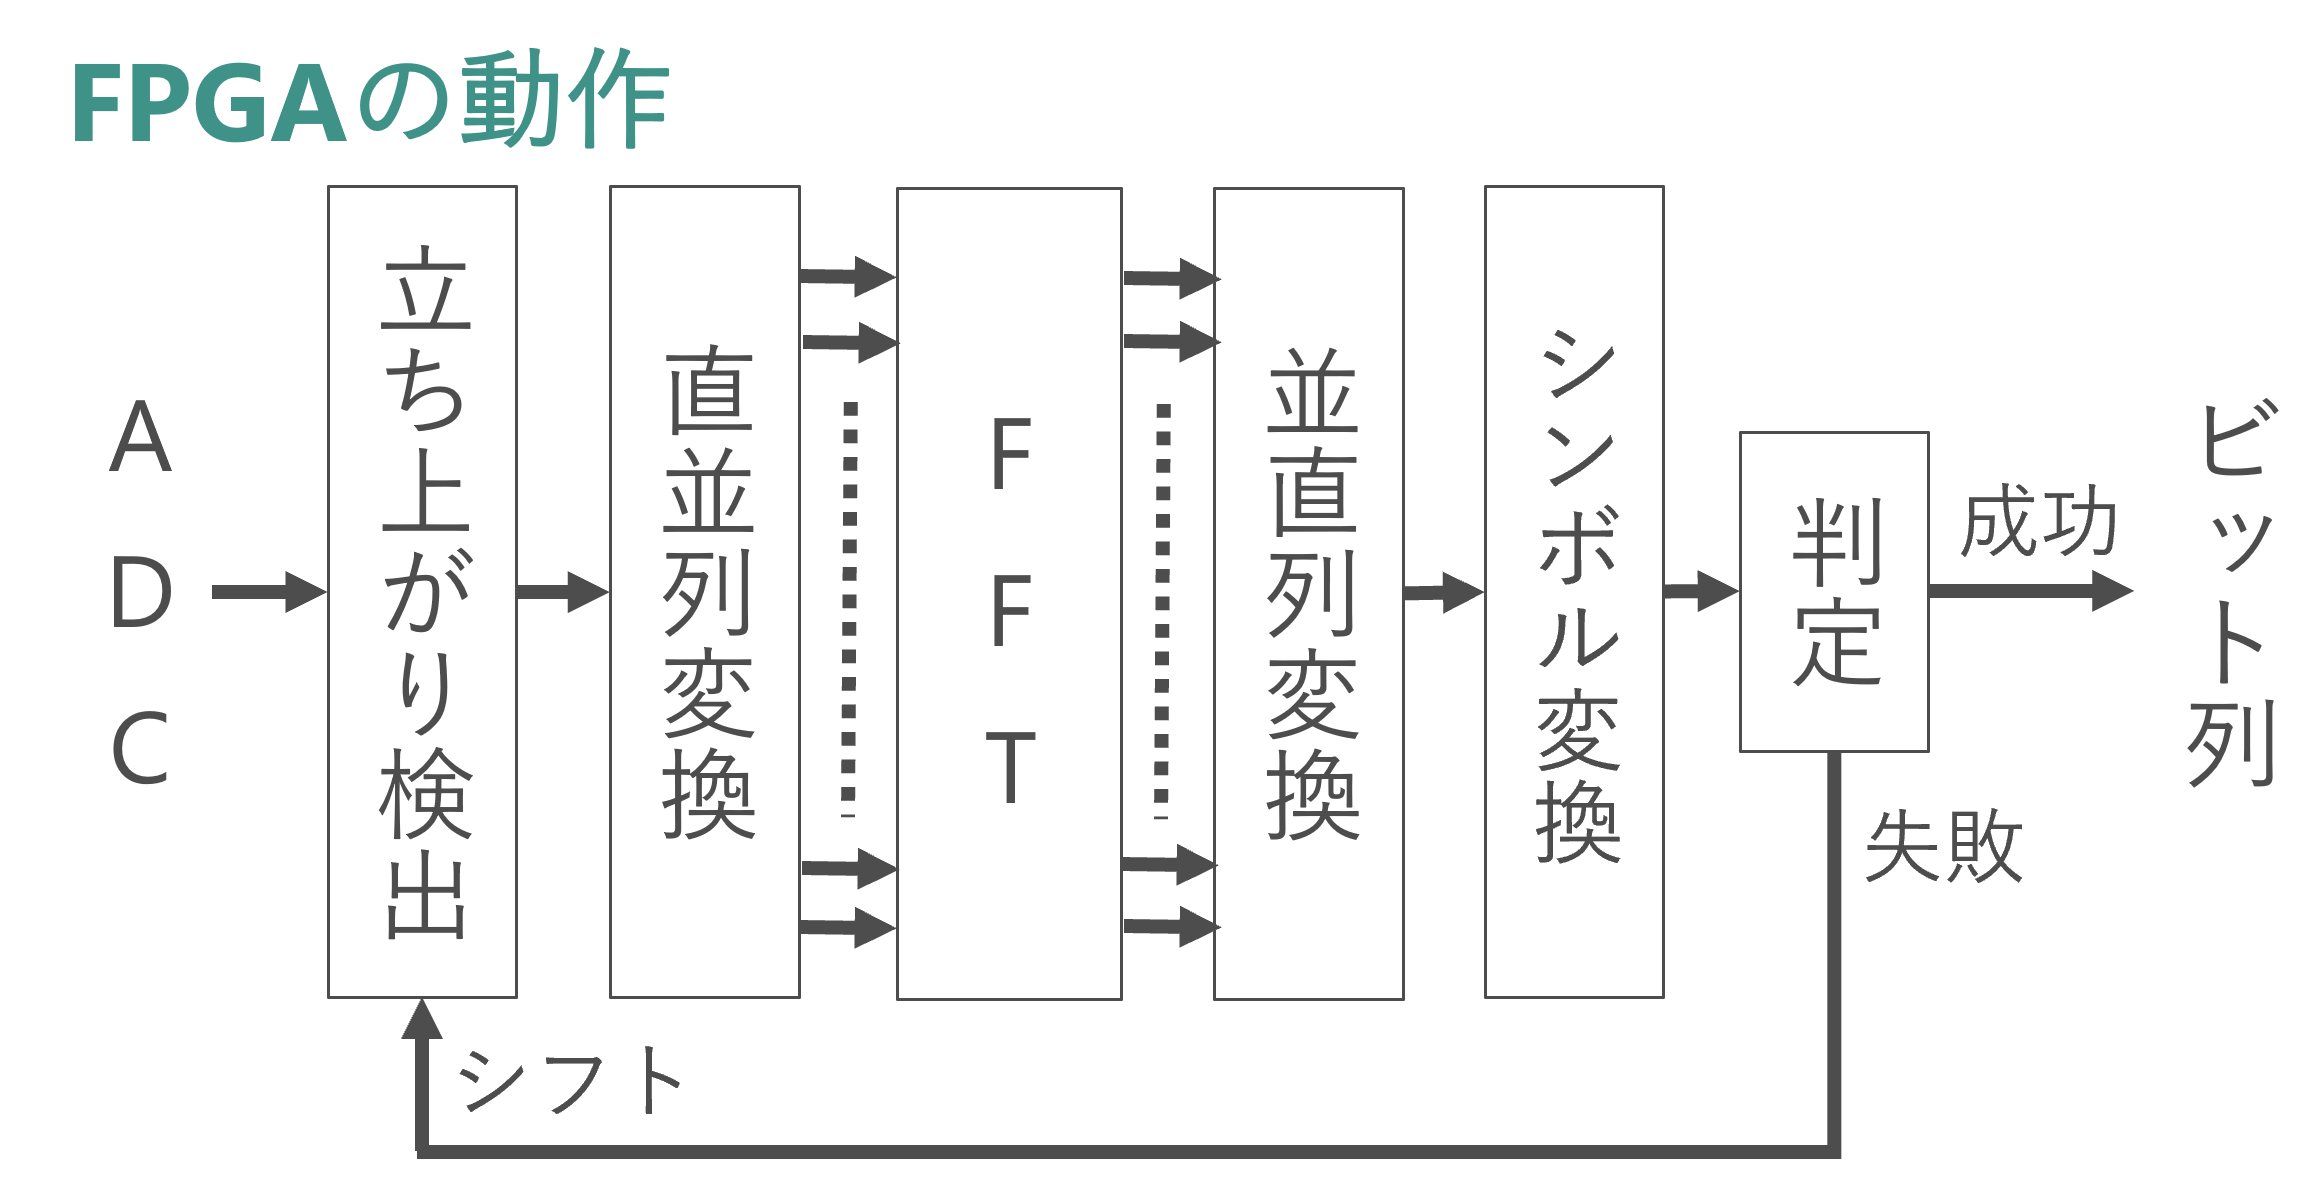 FPGAの動作
ADC
立ち上がり検出
直並列変換
FFT
並直列変換
シンボル変換
判定
成功
ビット列
失敗
シフト